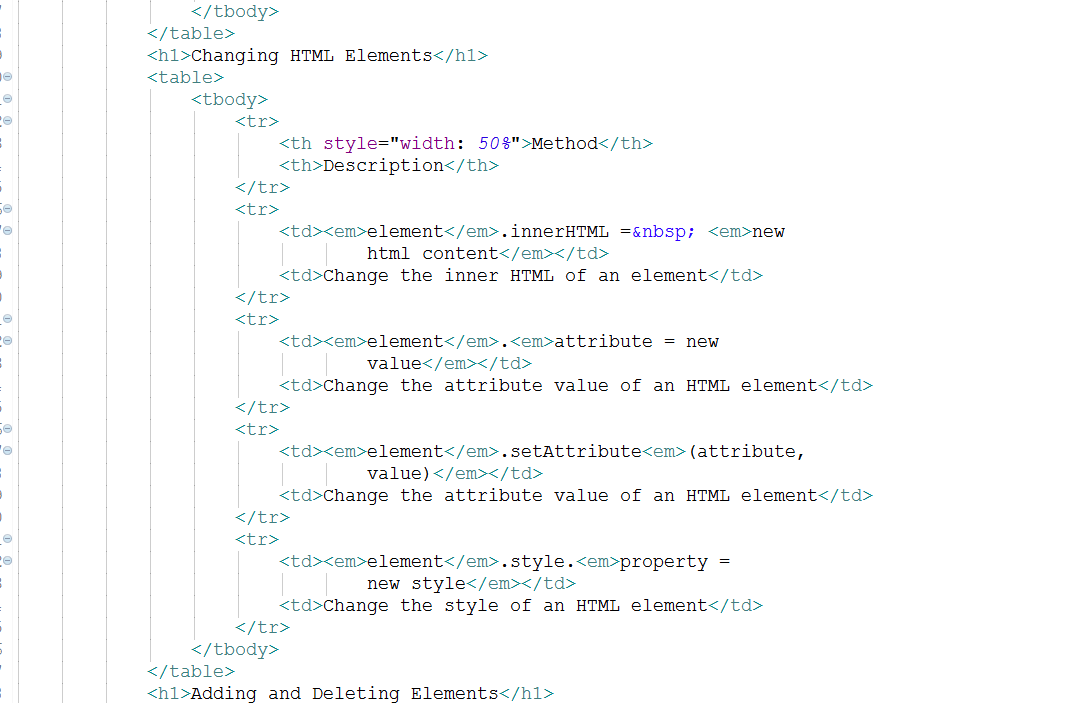 </tbody>
</table>
<h1>Changing HTML Elements</h1>
<table>
<tbody>
<tr>
<th style="width: 50%">Method</th>
<th>Description</th>
</tr>
<tr>
<td><em>element</em>.innerHTML =&nbsp; <em>new
html content</em></td>
<td>Change the inner HTML of an element</td>
</tr>
<tr>
<td><em>element</em>.<em>attribute = new
value</em></td>
<td>Change the attribute value of an HTML element</td>
</tr>
<tr>
<td><em>element</em>.setAttribute<em>(attribute,
value)</em></td>
<td>Change the attribute value of an HTML element</td>
</tr>
<tr>
<td><em>element</em>.style.<em>property =
new style</em></td>
<td>Change the style of an HTML element</td>
</tr>
</tbody>
</table>
<h1>Adding and Deleting Elements</h1>